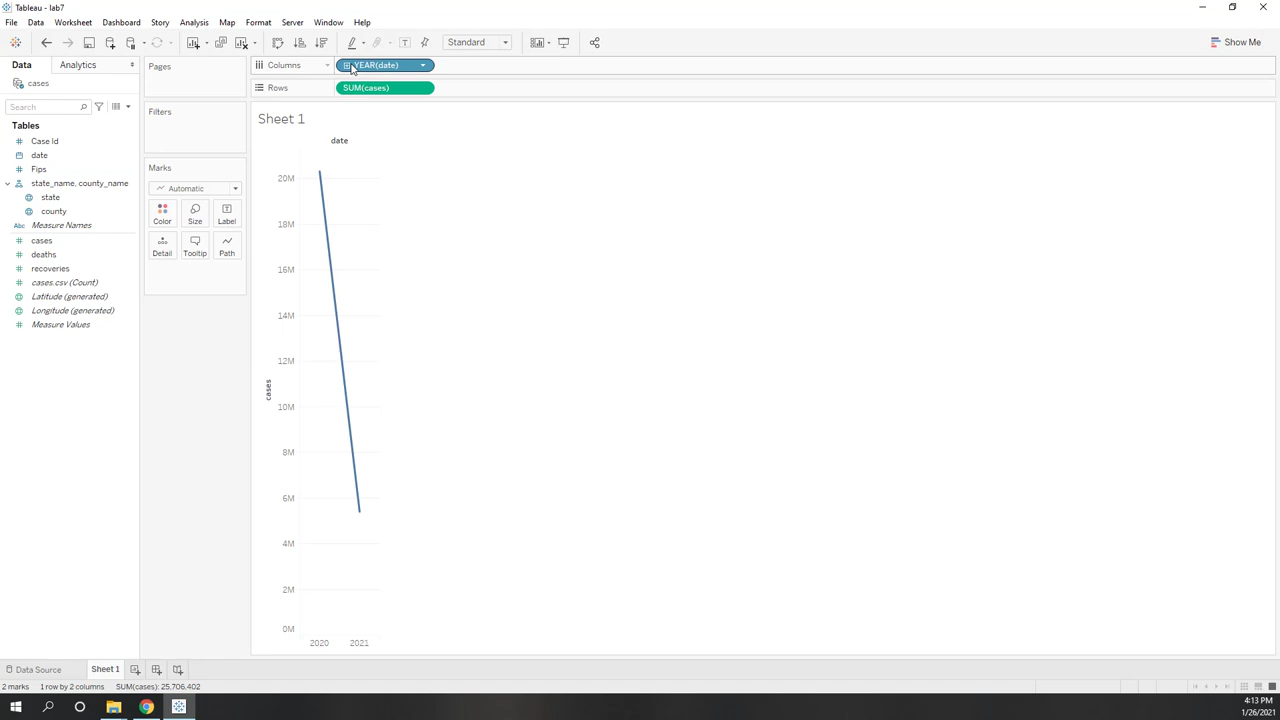 Tableau - lab7
File Data Worksheet Dashboard Story Analysis Map Format Server Window Help
Standard
Show Me
Data Analytics
cases
Search
Tables
Case Id
date
Fips
state_name, county_name
state
county
Abc Measure Names
cases
deaths
recoveries
cases.csv (Count)
Latitude (generated)
Longitude (generated)
Measure Values
Pages
Filters
Marks
Automatic
Color Size Label
Detail Tooltip Path
Columns YEAR(date)
Rows SUM(cases)
Sheet 1
date
20M
18M
16M
14M
12M
10M
8M
6M
4M
2M
0M
cases
2020 2021
Data Source Sheet 1
2 marks 1 row by 2 columns SUM(cases): 25.706.402
4:13 PM
1/26/2021